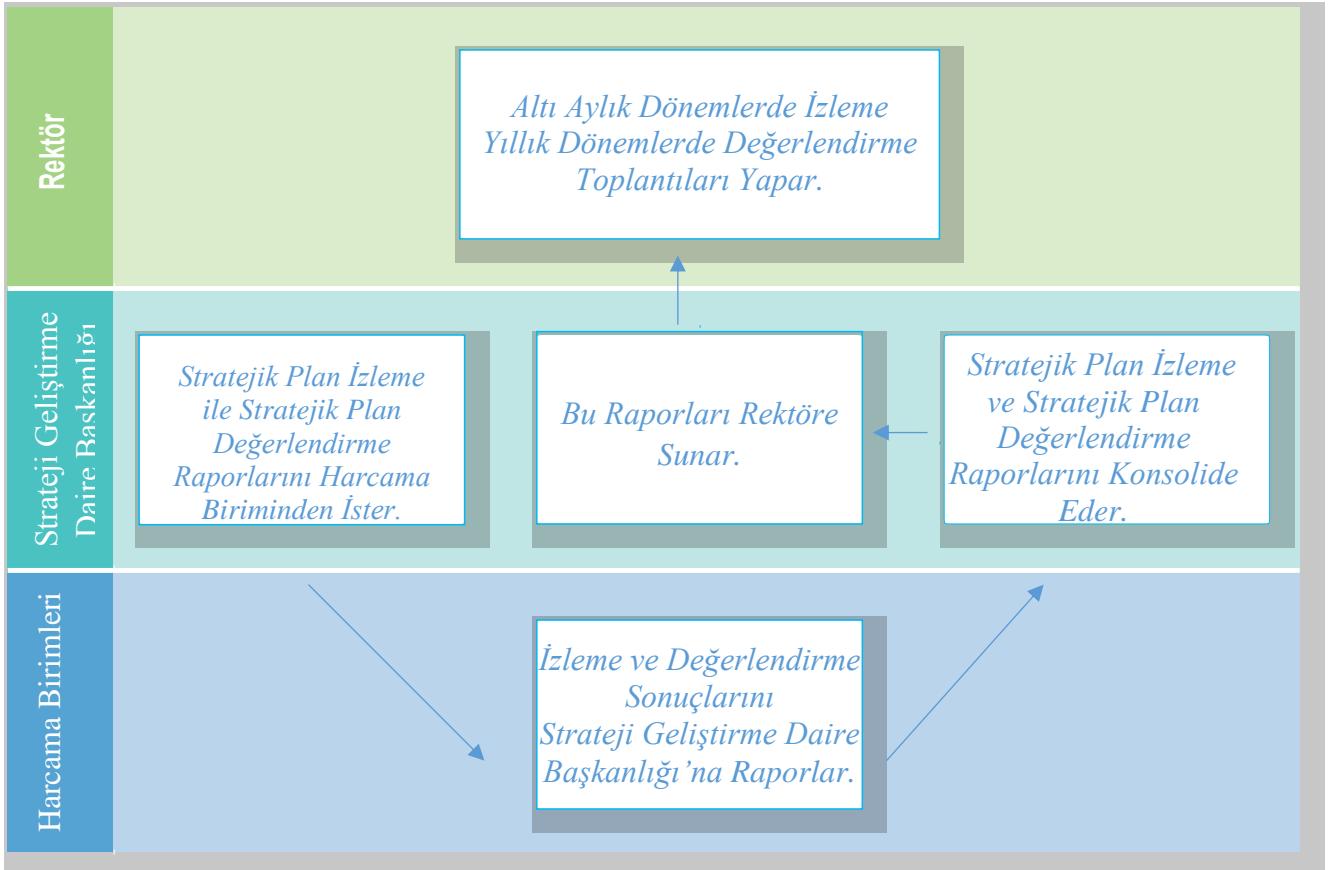 Rektör
Altı Aylık Dönemlerde İzleme
Yıllık Dönemlerde Değerlendirme
Toplantıları Yapar.
Strateji Geliştirme
Daire Başkanlığı
Stratejik Plan İzleme
ile Stratejik Plan
Değerlendirme
Raporlarını Harcama
Biriminden İster.
Bu Raporları Rektöre
Sunar.
Stratejik Plan İzleme
ve Stratejik Plan
Değerlendirme
Raporlarını Konsolide
Eder.
Harcama Birimleri
İzleme ve Değerlendirme
Sonuçlarını
Strateji Geliştirme Daire
Başkanlığı’na Raporlar.